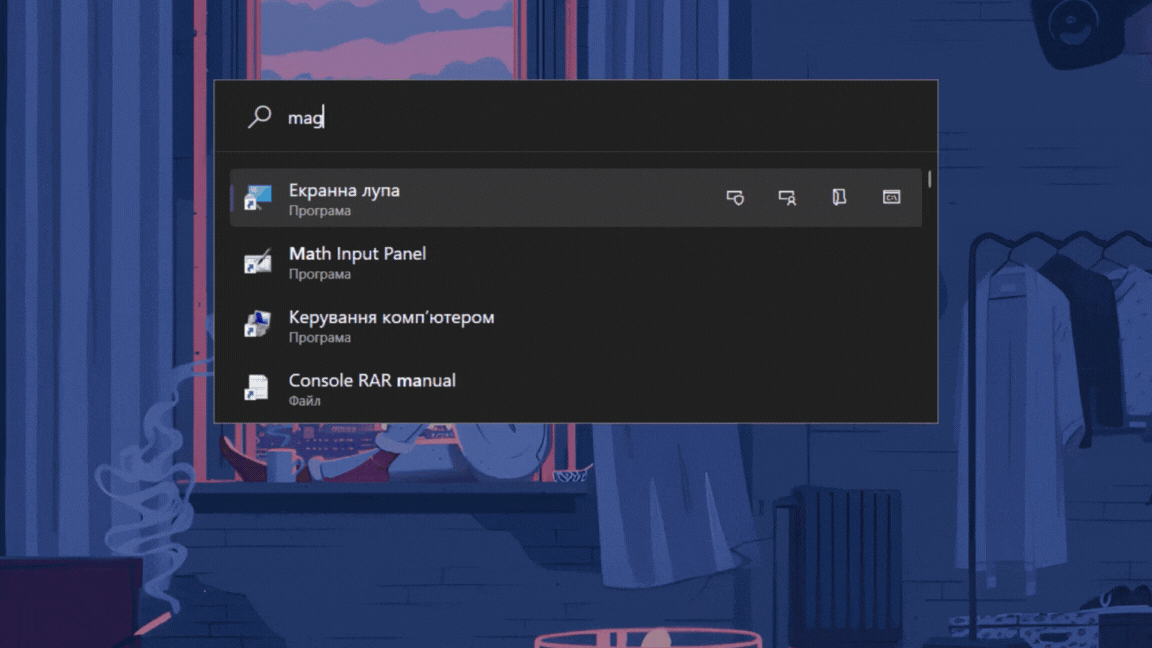 mag
Екранна лупа
Програма
Math Input Panel
Програма
Керування комп’ютером
Програма
Console RAR manual
Файл